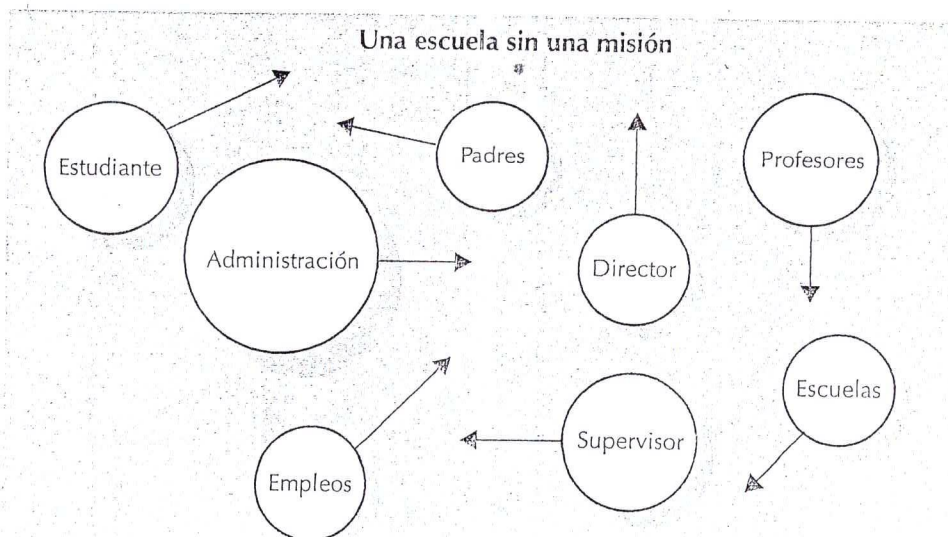 Una escuela sin una misión
Estudiante
Padres
Profesores
Administración
Director
Escuelas
Empleos
Supervisor